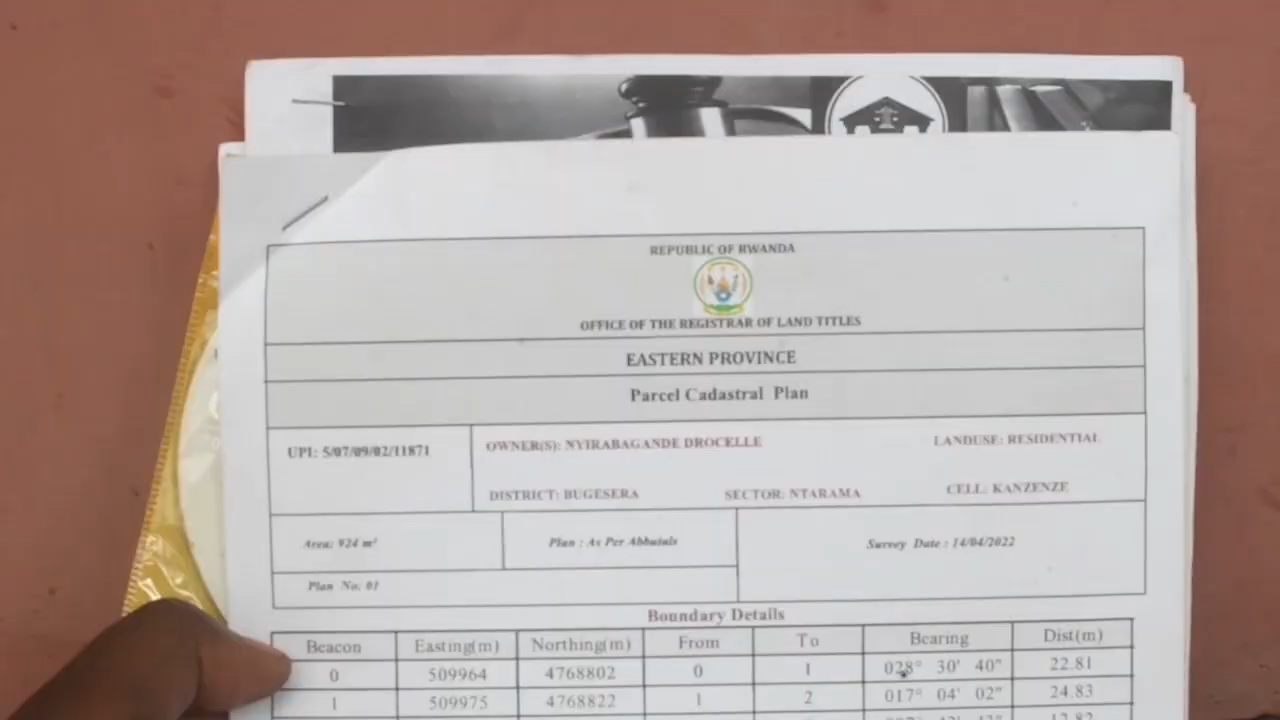 REPUBLIC OF RWANDA
OFFICE OF THE REGISTRAR OF LAND TITLES
EASTERN PROVINCE
Parcel Cadastral Plan
UPI: 5/07/09/02/11871
OWNER(S): NYIRABAGANDE DROCELLE
LANDUSE: RESIDENTIAL
DISTRICT: BUGESERA
SECTOR: NTARAMA
CELL: KANZENZE
Area: 924 m²
Plan : As Per Abbutals
Survey Date : 14/04/2022
Plan No: 01
Boundary Details
Beacon Easting(m) Northing(m) From To Bearing Dist(m)
0 509964 4768802 0 1 028° 30' 40" 22.81
1 509975 4768822 1 2 017° 04' 02" 24.83